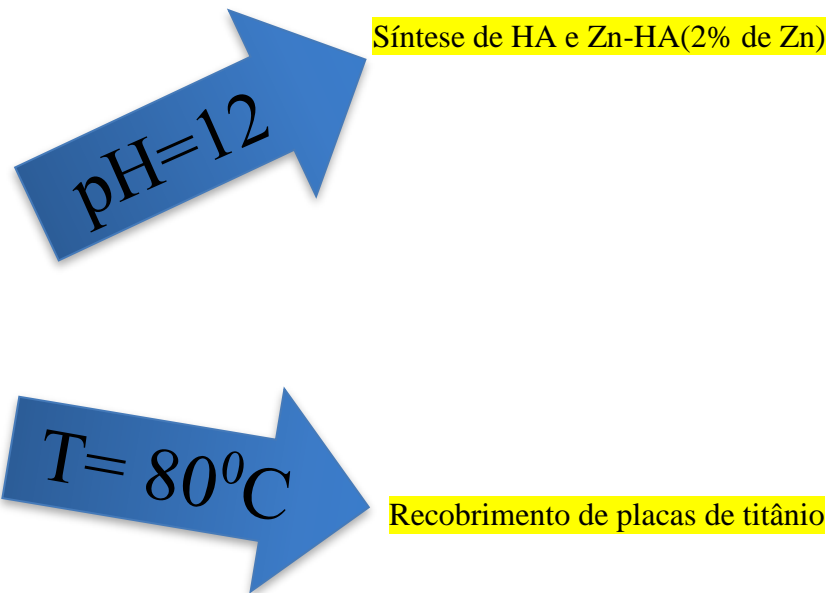 Síntese de HA e Zn-HA(2% de Zn)
pH=12
T= 80⁰C
Recobrimento de placas de titânio